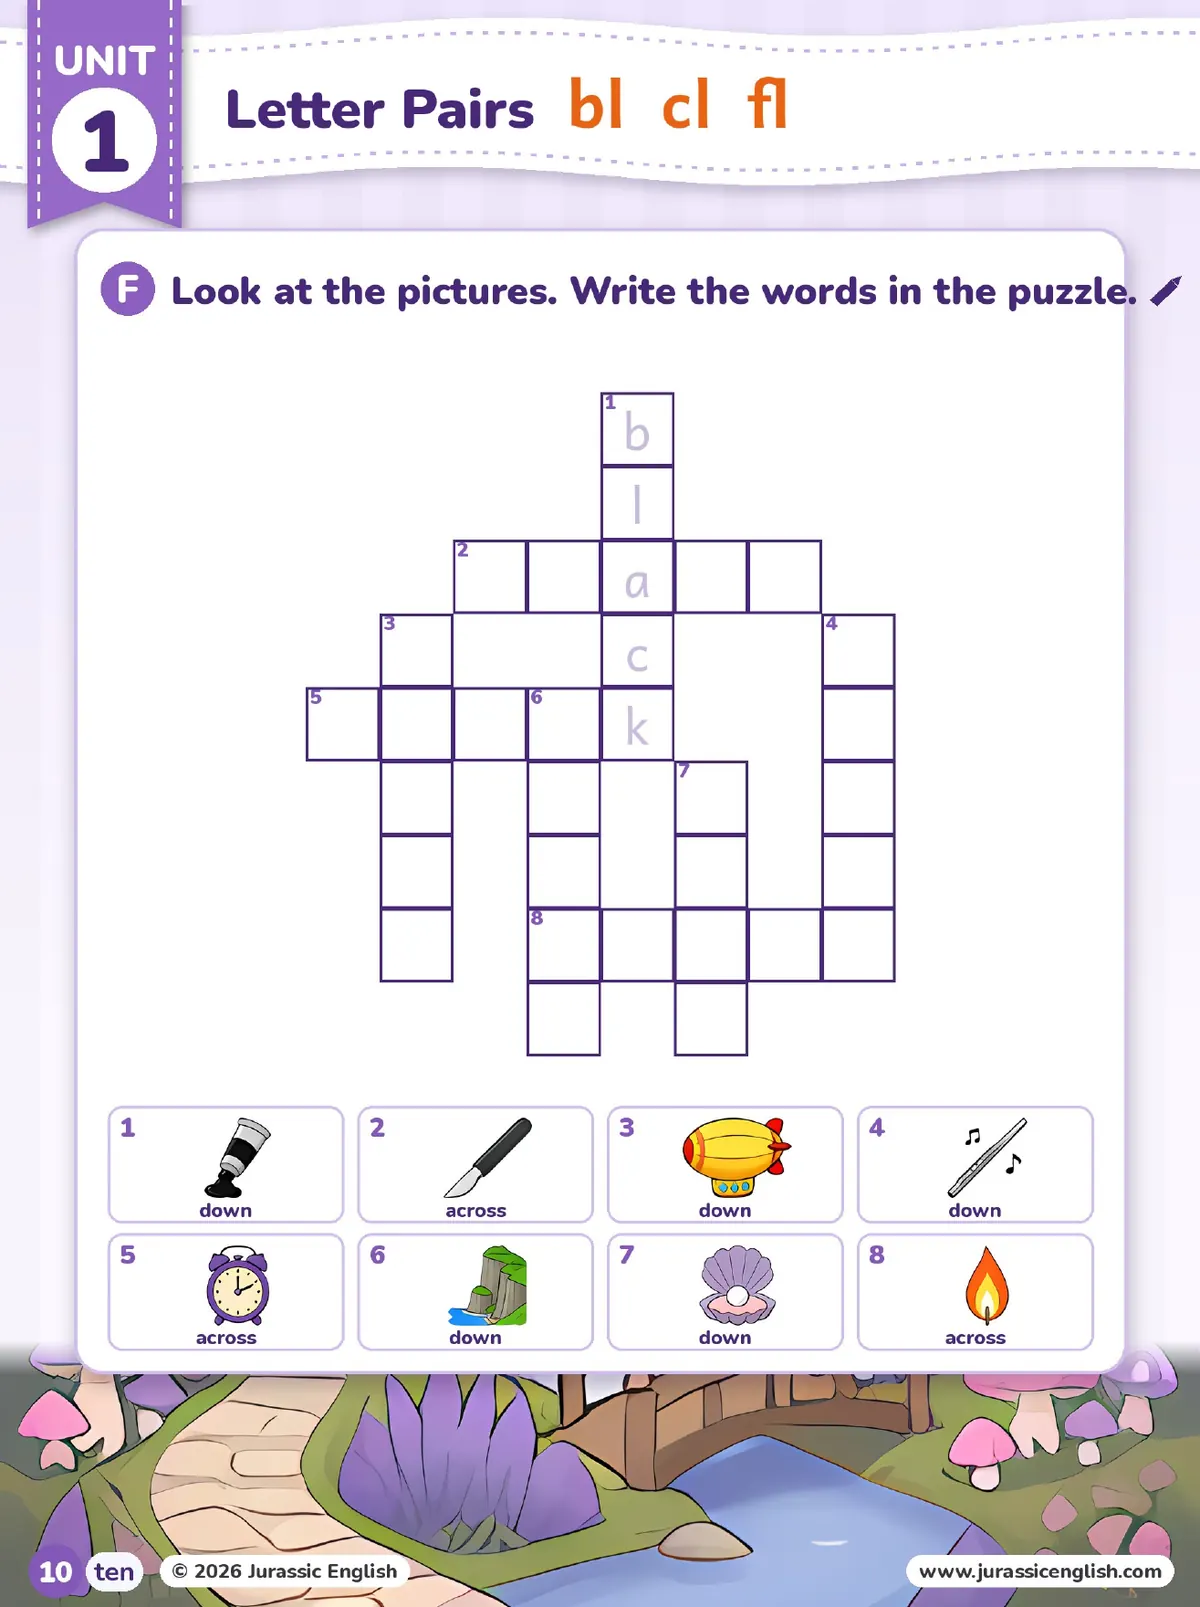 UNIT
1
Letter Pairs bl cl fl
F Look at the pictures. Write the words in the puzzle.
1
b
l
2
a
3
c
4
5
6
k
7
8
1
down
2
across
3
down
4
down
5
across
6
down
7
down
8
across
10 ten © 2026 Jurassic English www.jurassicenglish.com